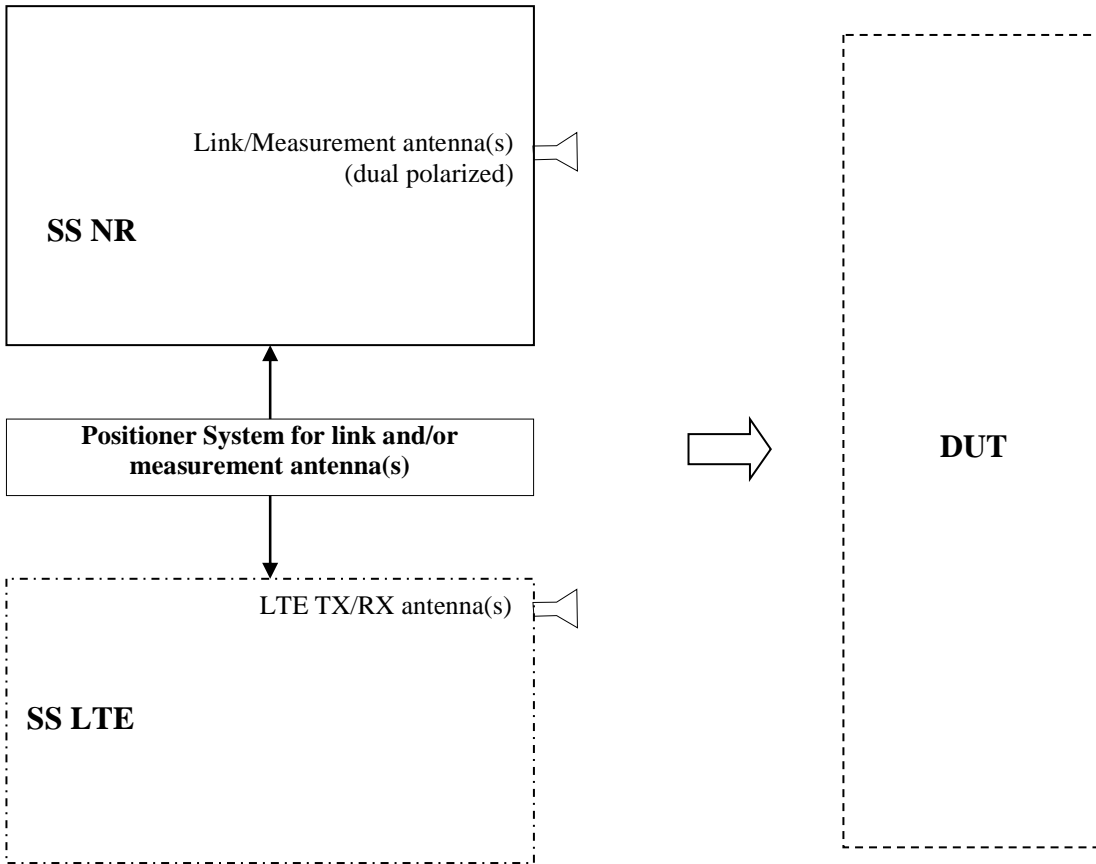 Link/Measurement antenna(s)
(dual polarized)
SS NR
Positioner System for link and/or
measurement antenna(s)
DUT
LTE TX/RX antenna(s)
SS LTE